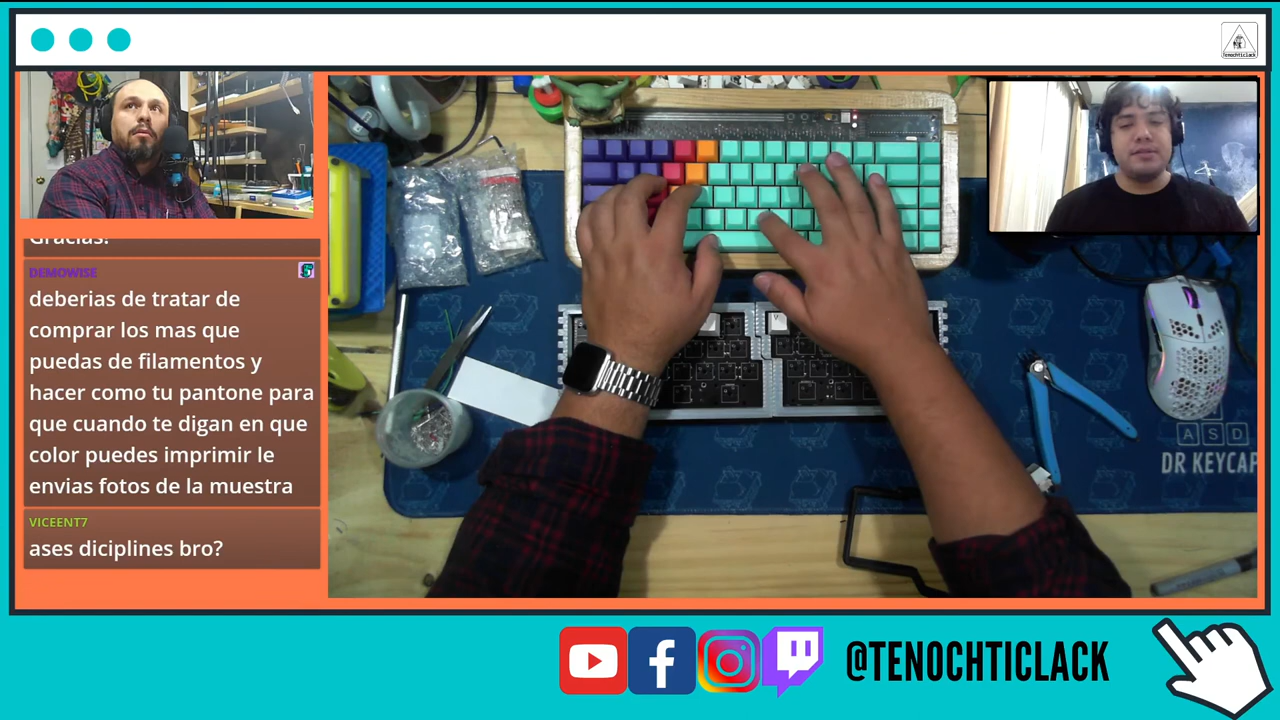 Tenochticlack
Gracias!
DEMOWISE
deberias de tratar de
comprar los mas que
puedas de filamentos y
hacer como tu pantone para
que cuando te digan en que
color puedes imprimir le
envias fotos de la muestra
VICEENT7
ases diciplines bro?
A S D
DR KEYCAP
@TENOCHTICLACK